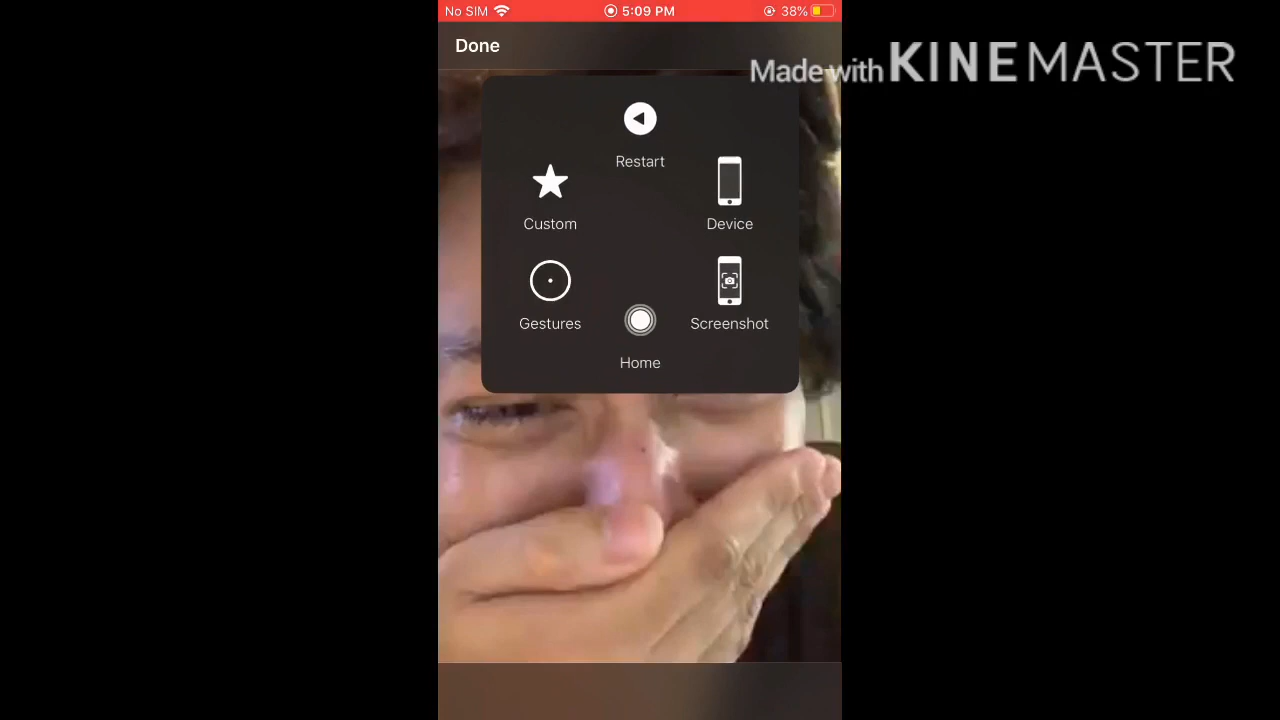 No SIM 5:09 PM 38%
Done
Made with KINEMASTER
Restart
Custom Device
Gestures Screenshot
Home